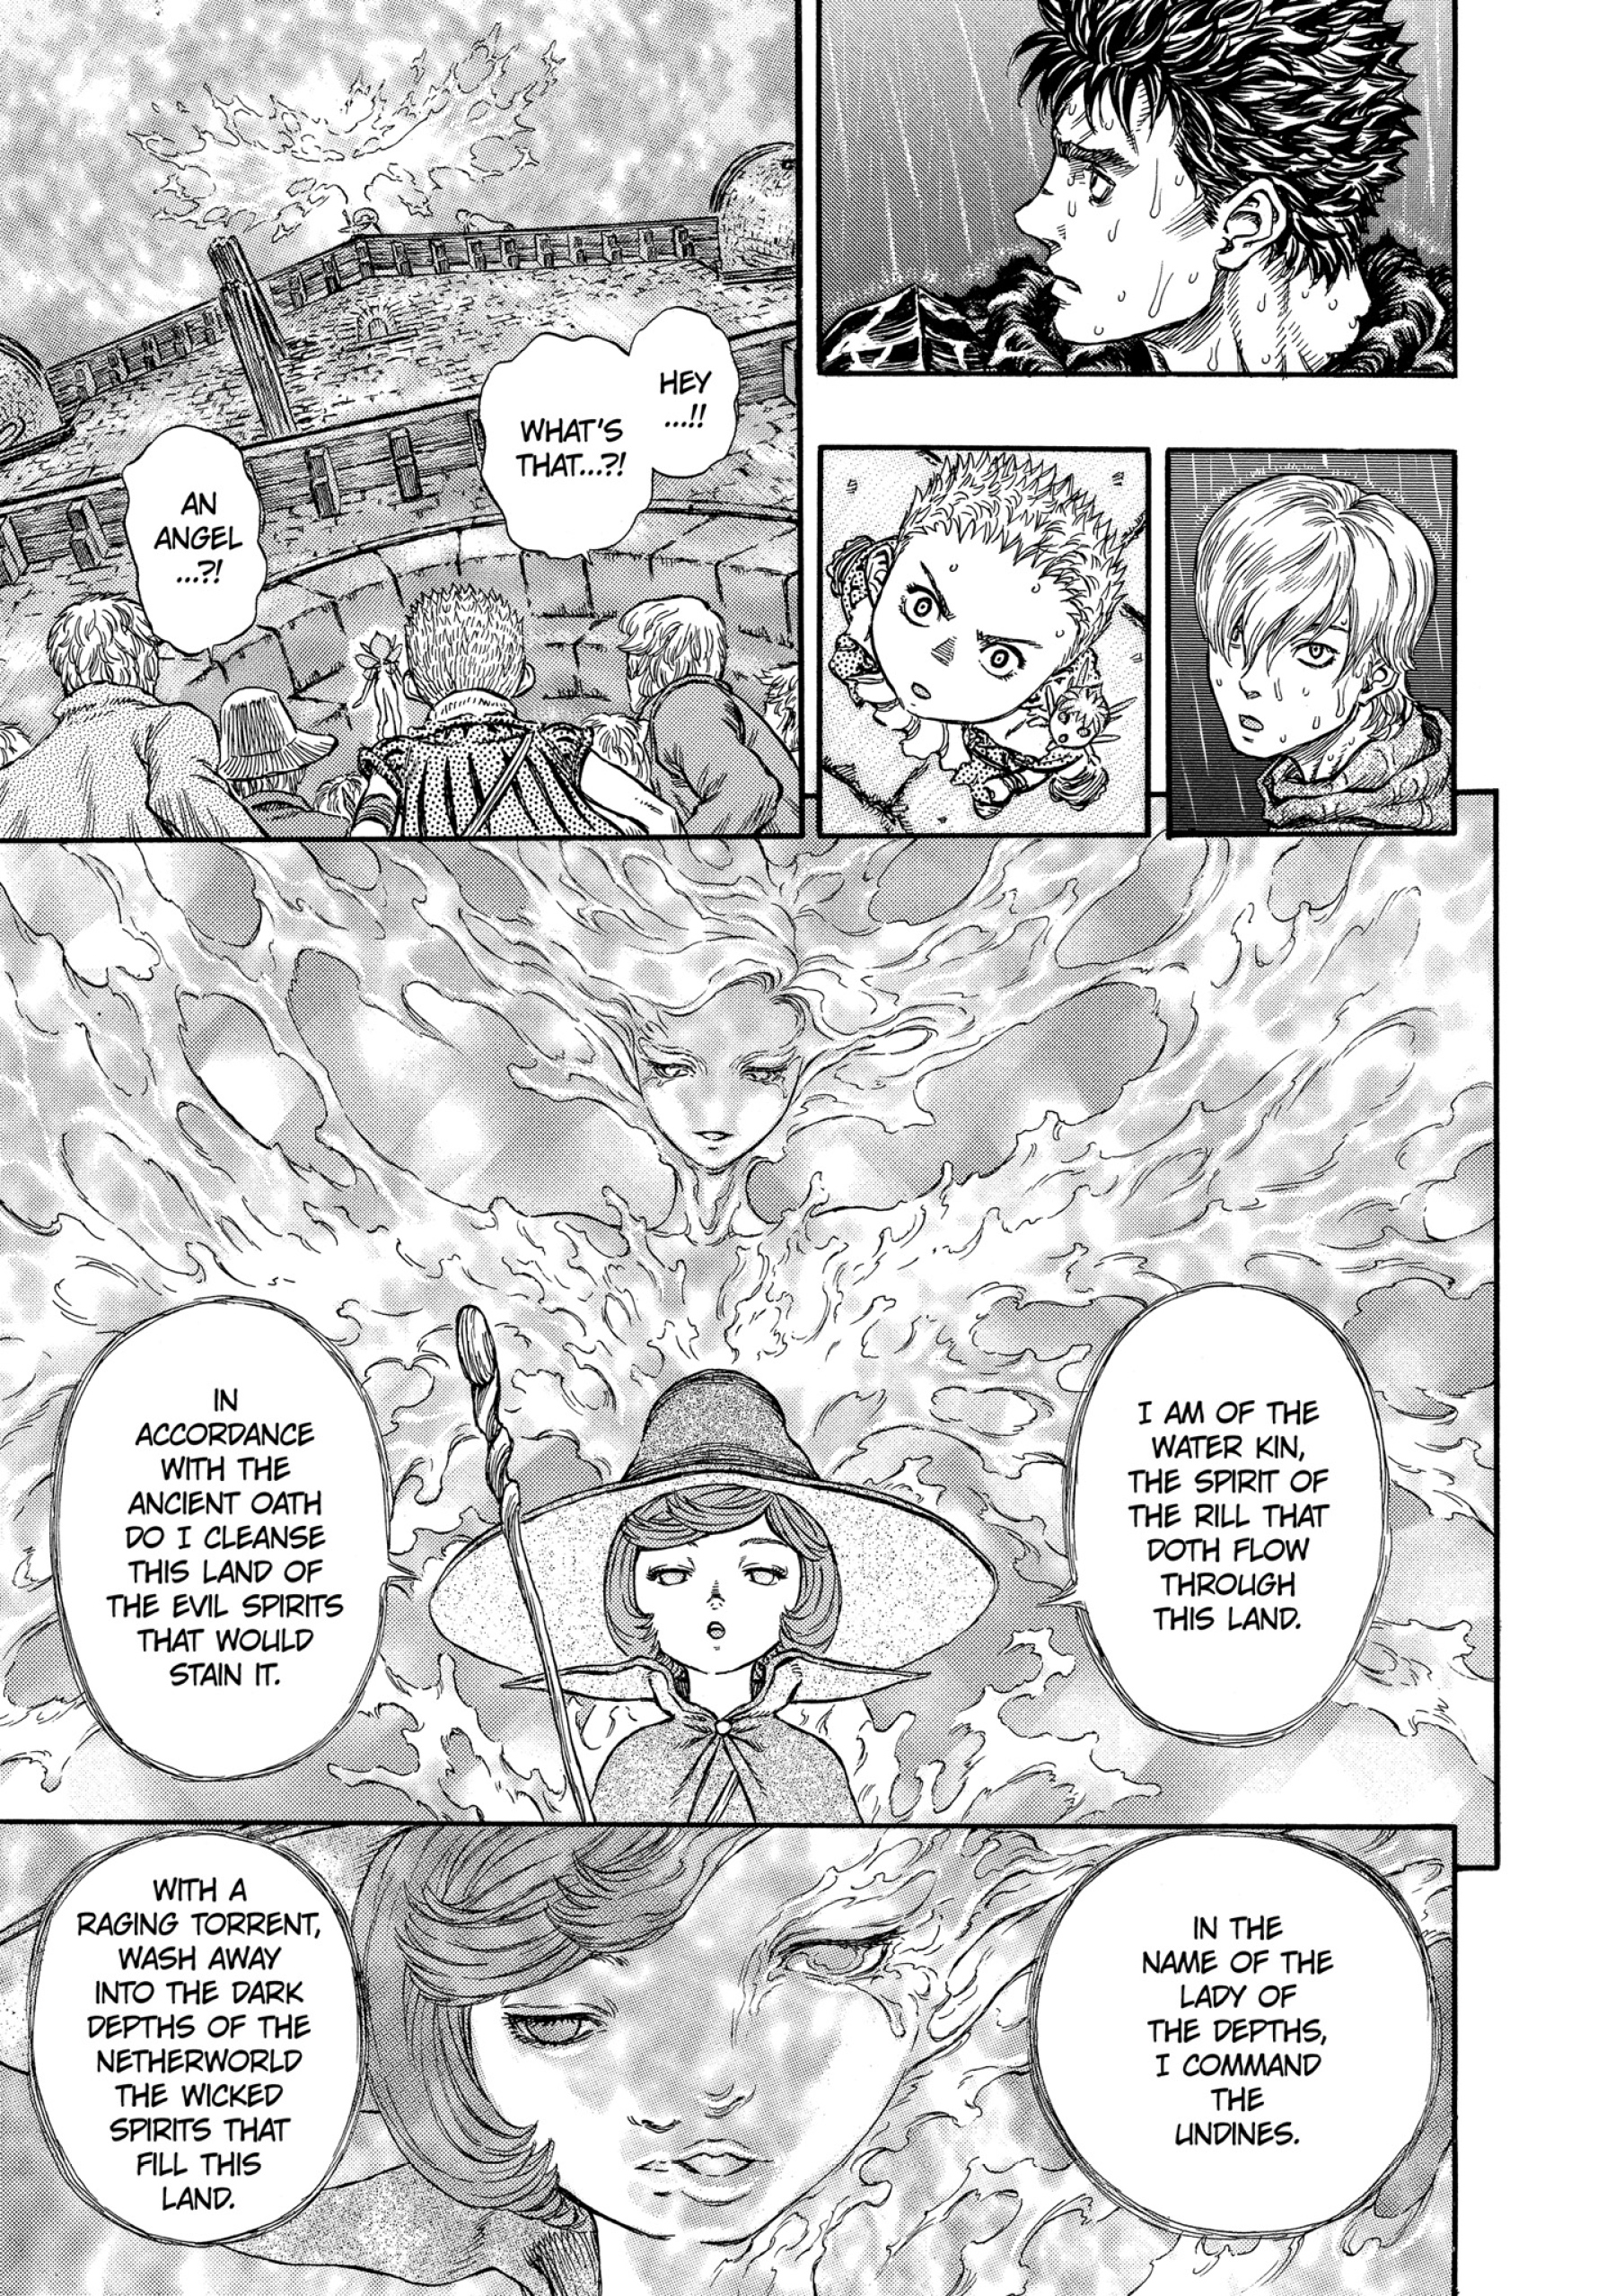 HEY
...!!
WHAT'S
THAT...?!
AN
ANGEL
...?!
I AM OF THE
WATER KIN,
THE SPIRIT OF
THE RILL THAT
DOTH FLOW
THROUGH
THIS LAND.
IN
ACCORDANCE
WITH THE
ANCIENT OATH
DO I CLEANSE
THIS LAND OF
THE EVIL SPIRITS
THAT WOULD
STAIN IT.
IN THE
NAME OF THE
LADY OF
THE DEPTHS,
I COMMAND
THE
UNDINES.
WITH A
RAGING TORRENT,
WASH AWAY
INTO THE DARK
DEPTHS OF THE
NETHERWORLD
THE WICKED
SPIRITS THAT
FILL THIS
LAND.